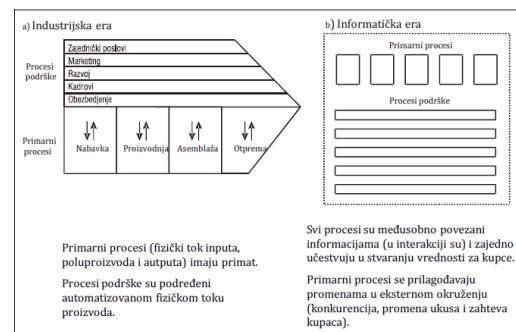 a) Industrijska era
Procesi
podrške
Zajednički poslovi
Marketing
Razvoj
Kadrovi
Obezbedjenje
Primarni
procesi
Nabavka
Proizvodnja
Asemblaža
Otprema
Primarni procesi (fizički tok inputa,
poluproizvoda i autputa) imaju primat.
Procesi podrške su podređeni
automatizovanom fizičkom toku
proizvoda.
b) Informatička era
Primarni procesi
Procesi podrške
Svi procesi su međusobno povezani
informacijama (u interakciji su) i zajedno
učestvuju u stvaranju vrednosti za kupce.
Primarni procesi se prilagođavaju
promenama u eksternom okruženju
(konkurencija, promena ukusa i zahteva
kupaca).